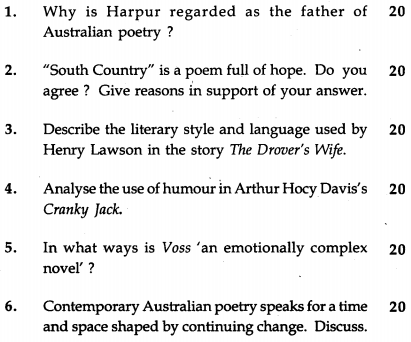 1. Why is Harpur regarded as the father of 20
Australian poetry ?
2. "South Country" is a poem full of hope. Do you 20
agree ? Give reasons in support of your answer.
3. Describe the literary style and language used by 20
Henry Lawson in the story The Drover's Wife.
4. Analyse the use of humour in Arthur Hocy Davis's 20
Cranky Jack.
5. In what ways is Voss 'an emotionally complex 20
novel' ?
6. Contemporary Australian poetry speaks for a time 20
and space shaped by continuing change. Discuss.